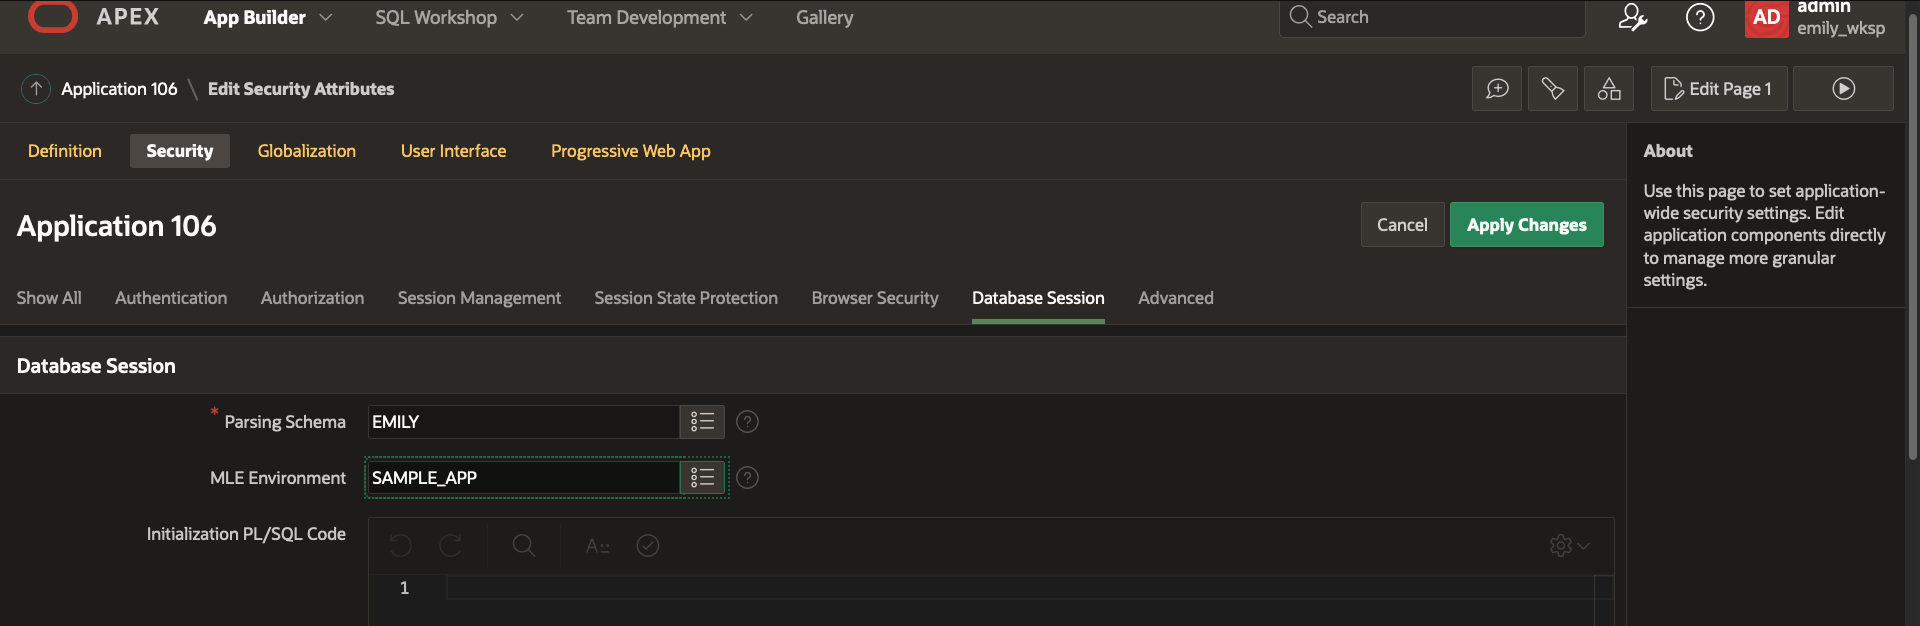 APEX App Builder SQL Workshop Team Development Gallery Search AD admin
emily_wksp
Application 106 \ Edit Security Attributes Edit Page 1
Definition Security Globalization User Interface Progressive Web App
About
Use this page to set application-
wide security settings. Edit
application components directly
to manage more granular
settings.
Application 106 Cancel Apply Changes
Show All Authentication Authorization Session Management Session State Protection Browser Security Database Session Advanced
Database Session
* Parsing Schema EMILY ?
MLE Environment SAMPLE_APP ?
Initialization PL/SQL Code
1